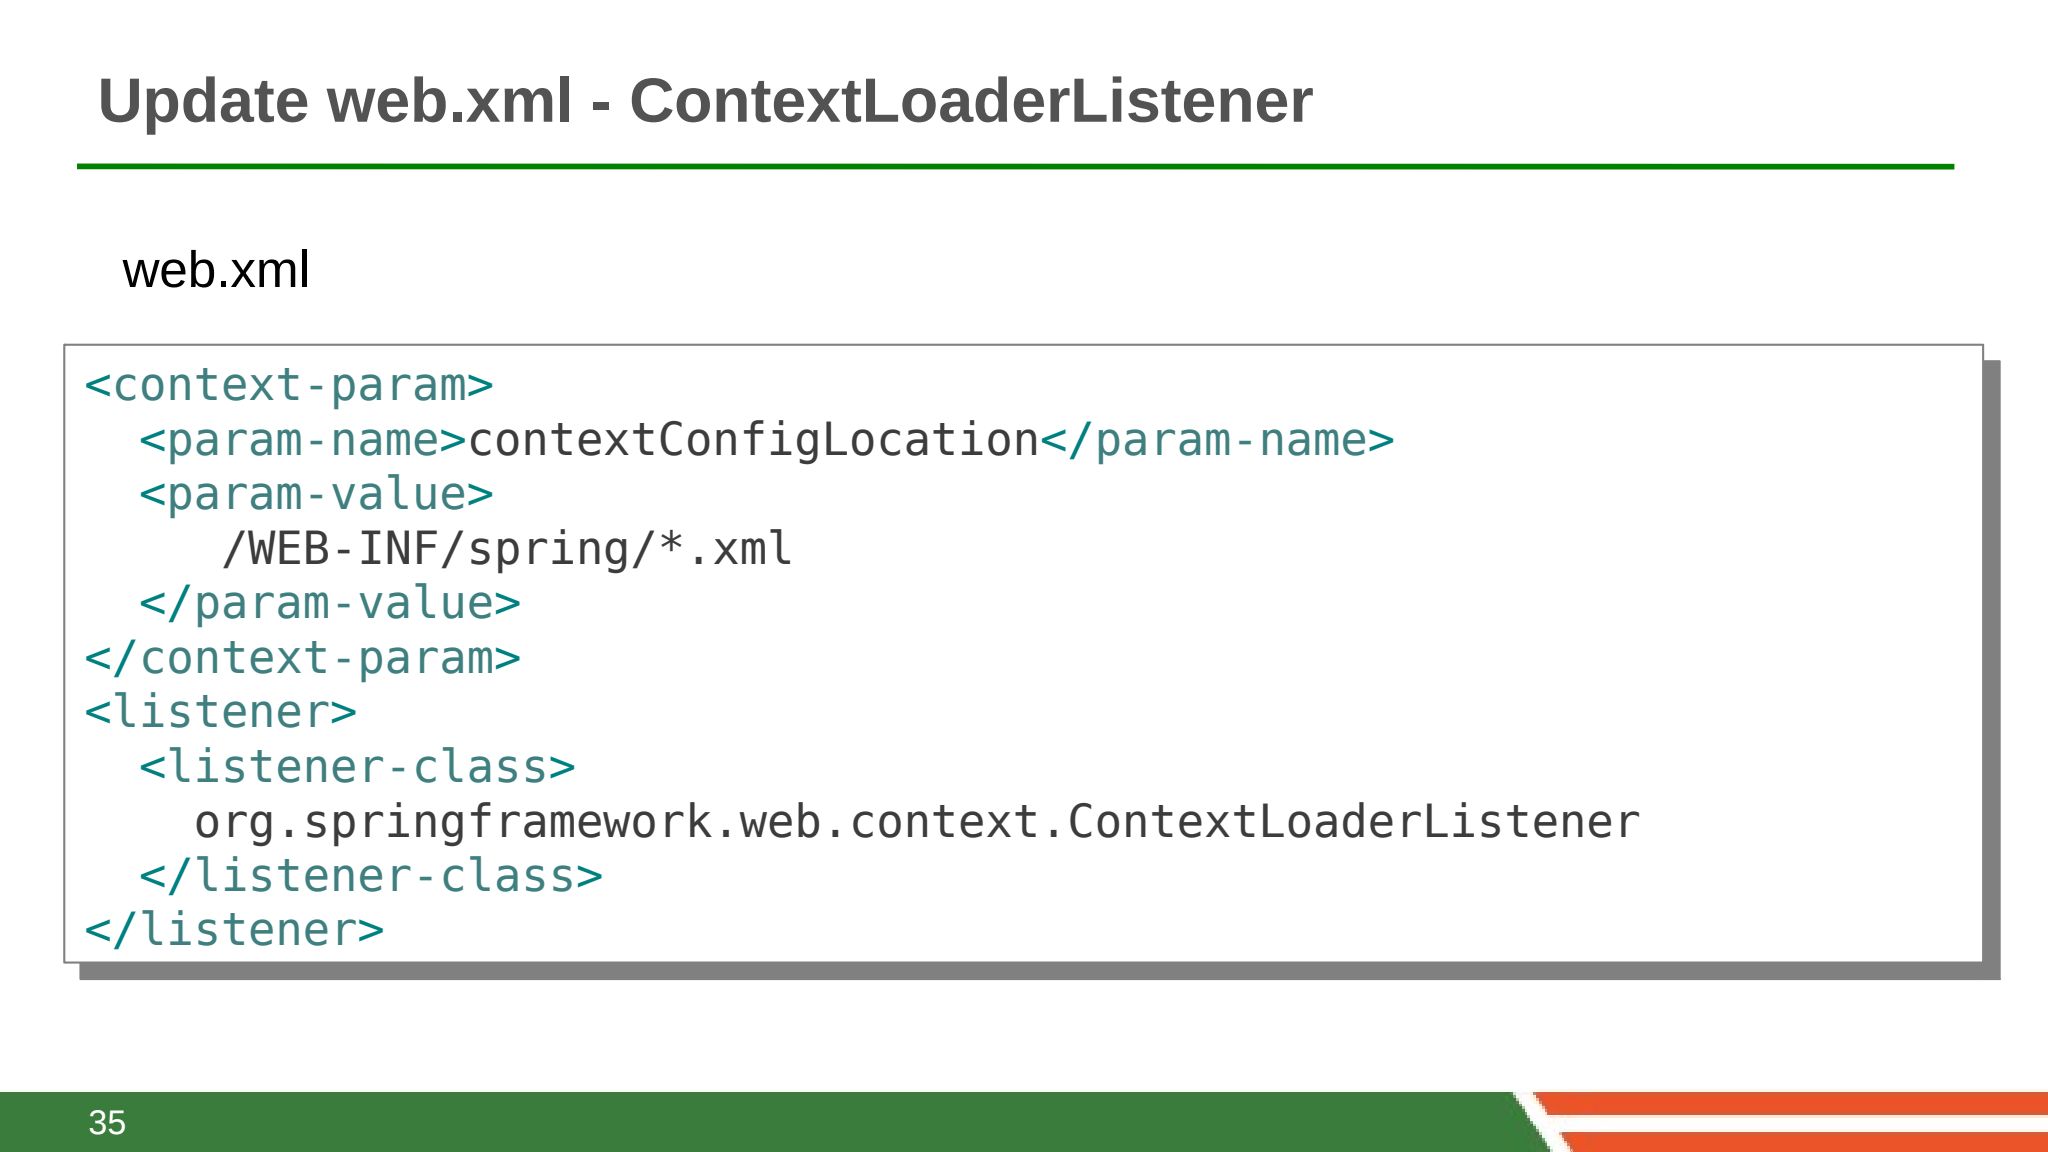 Update web.xml - ContextLoaderListener
web.xml
<context-param>
  <param-name>contextConfigLocation</param-name>
  <param-value>
     /WEB-INF/spring/*.xml
  </param-value>
</context-param>
<listener>
  <listener-class>
    org.springframework.web.context.ContextLoaderListener
  </listener-class>
</listener>
35